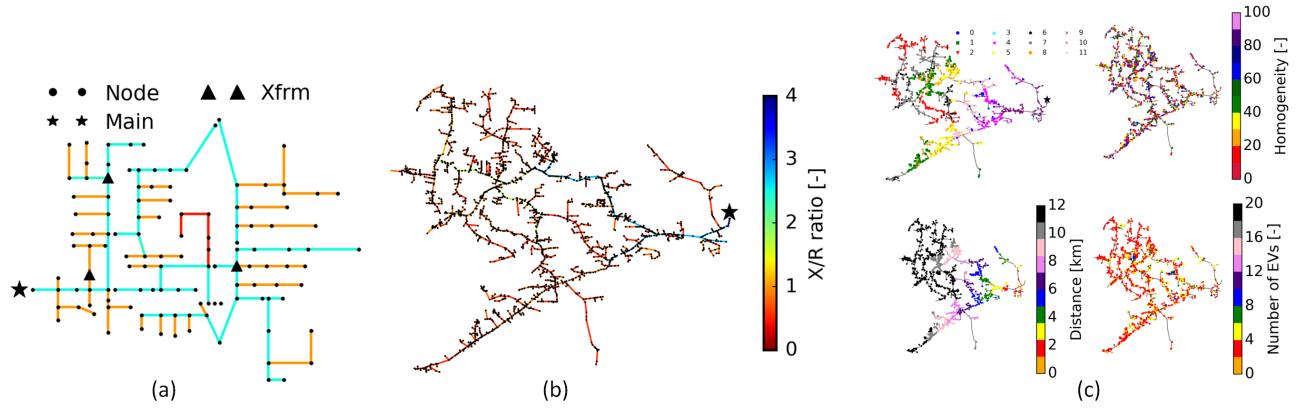 Node
Xfrm
Main
(a)
4
3
2
1
0
X/R ratio [-]
(b)
0 3 6 9
1 4 7 10
2 5 8 11
100
80
60
40
20
0
Homogeneity [-]
12
10
8
6
4
2
0
Distance [km]
20
16
12
8
4
0
Number of EVs [-]
(c)